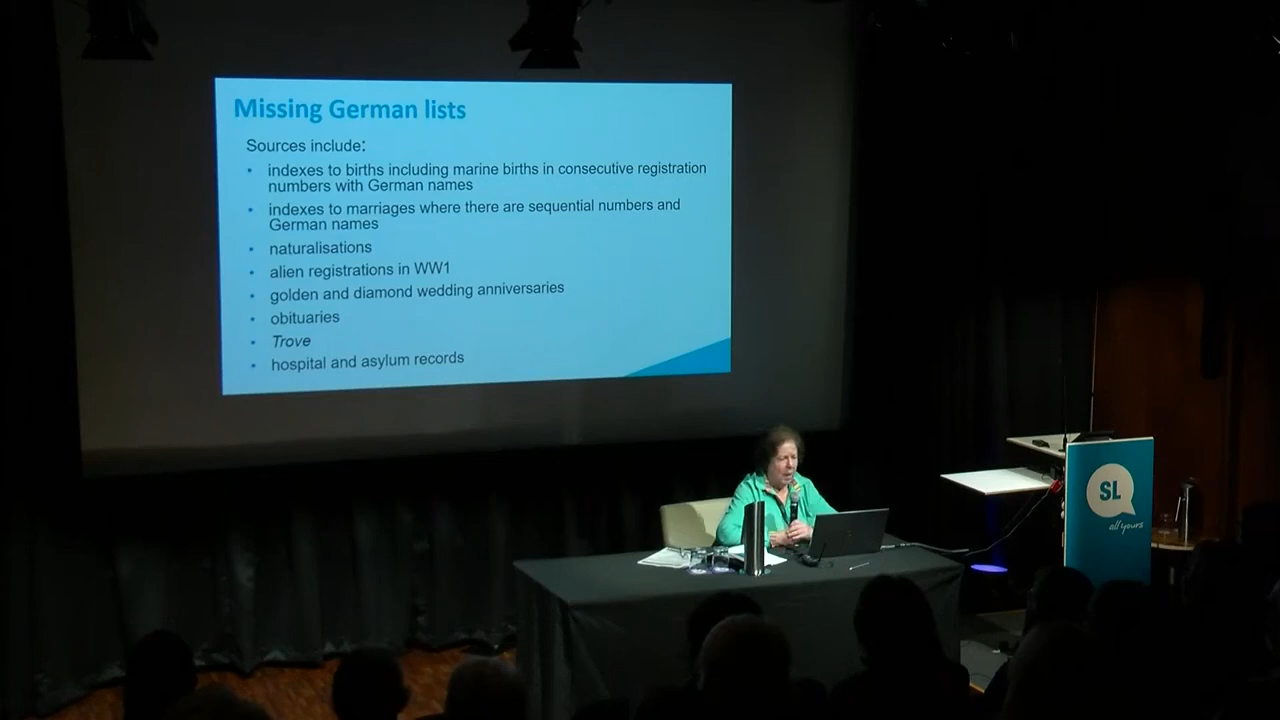 Missing German lists
Sources include:
• indexes to births including marine births in consecutive registration
numbers with German names
• indexes to marriages where there are sequential numbers and
German names
• naturalisations
• alien registrations in WW1
• golden and diamond wedding anniversaries
• obituaries
• Trove
• hospital and asylum records
SL
all yours